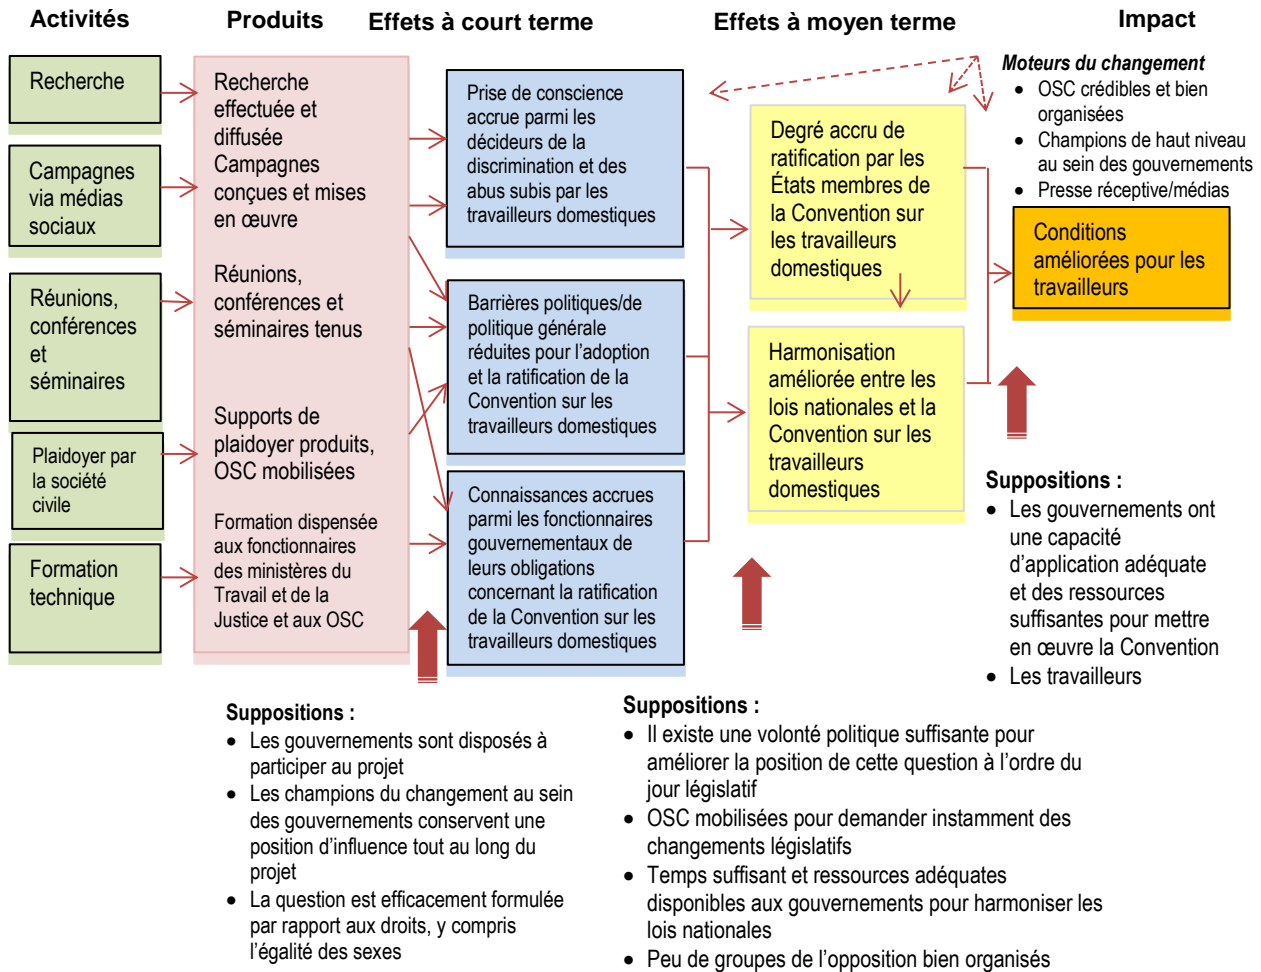 Activités
Produits
Effets à court terme
Effets à moyen terme
Impact
Recherche
Campagnes
via médias
sociaux
Réunions,
conférences
et
séminaires
Plaidoyer par
la société
civile
Formation
technique
Recherche
effectuée et
diffusée
Campagnes
conçues et mises
en œuvre
Réunions,
conférences et
séminaires tenus
Supports de
plaidoyer produits,
OSC mobilisées
Formation dispensée
aux fonctionnaires
des ministères du
Travail et de la
Justice et aux OSC
Prise de conscience
accrue parmi les
décideurs de la
discrimination et des
abus subis par les
travailleurs domestiques
Barrières politiques/de
politique générale
réduites pour l’adoption
et la ratification de la
Convention sur les
travailleurs domestiques
Connaissances accrues
parmi les fonctionnaires
gouvernementaux de
leurs obligations
concernant la ratification
de la Convention sur les
travailleurs domestiques
Degré accru de
ratification par les
États membres de
la Convention sur
les travailleurs
domestiques
Harmonisation
améliorée entre les
lois nationales et la
Convention sur les
travailleurs
domestiques
Moteurs du changement
• OSC crédibles et bien
organisées
• Champions de haut niveau
au sein des gouvernements
• Presse réceptive/médias
Conditions
améliorées pour les
travailleurs
Suppositions :
• Les gouvernements ont
une capacité
d’application adéquate
et des ressources
suffisantes pour mettre
en œuvre la Convention
• Les travailleurs
Suppositions :
• Les gouvernements sont disposés à
participer au projet
• Les champions du changement au sein
des gouvernements conservent une
position d’influence tout au long du
projet
• La question est efficacement formulée
par rapport aux droits, y compris
l’égalité des sexes
Suppositions :
• Il existe une volonté politique suffisante pour
améliorer la position de cette question à l’ordre du
jour législatif
• OSC mobilisées pour demander instamment des
changements législatifs
• Temps suffisant et ressources adéquates
disponibles aux gouvernements pour harmoniser les
lois nationales
• Peu de groupes de l’opposition bien organisés